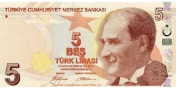 TÜRKİYE CUMHURİYET MERKEZ BANKASI
5
BEŞ
TÜRK LİRASI
5